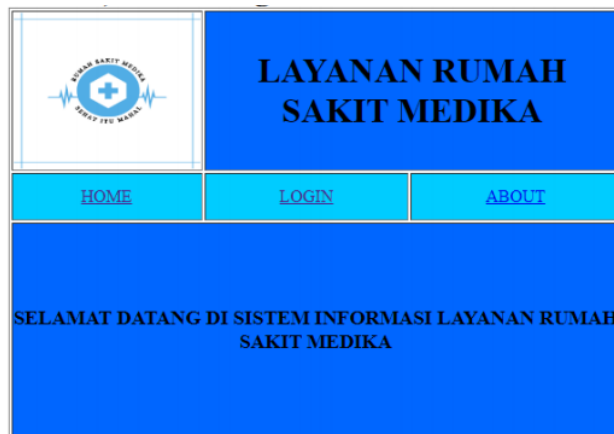 RUMAH SAKIT MEDIKA
SEHAT ITU MAHAL
LAYANAN RUMAH
SAKIT MEDIKA
HOME
LOGIN
ABOUT
SELAMAT DATANG DI SISTEM INFORMASI LAYANAN RUMAH
SAKIT MEDIKA